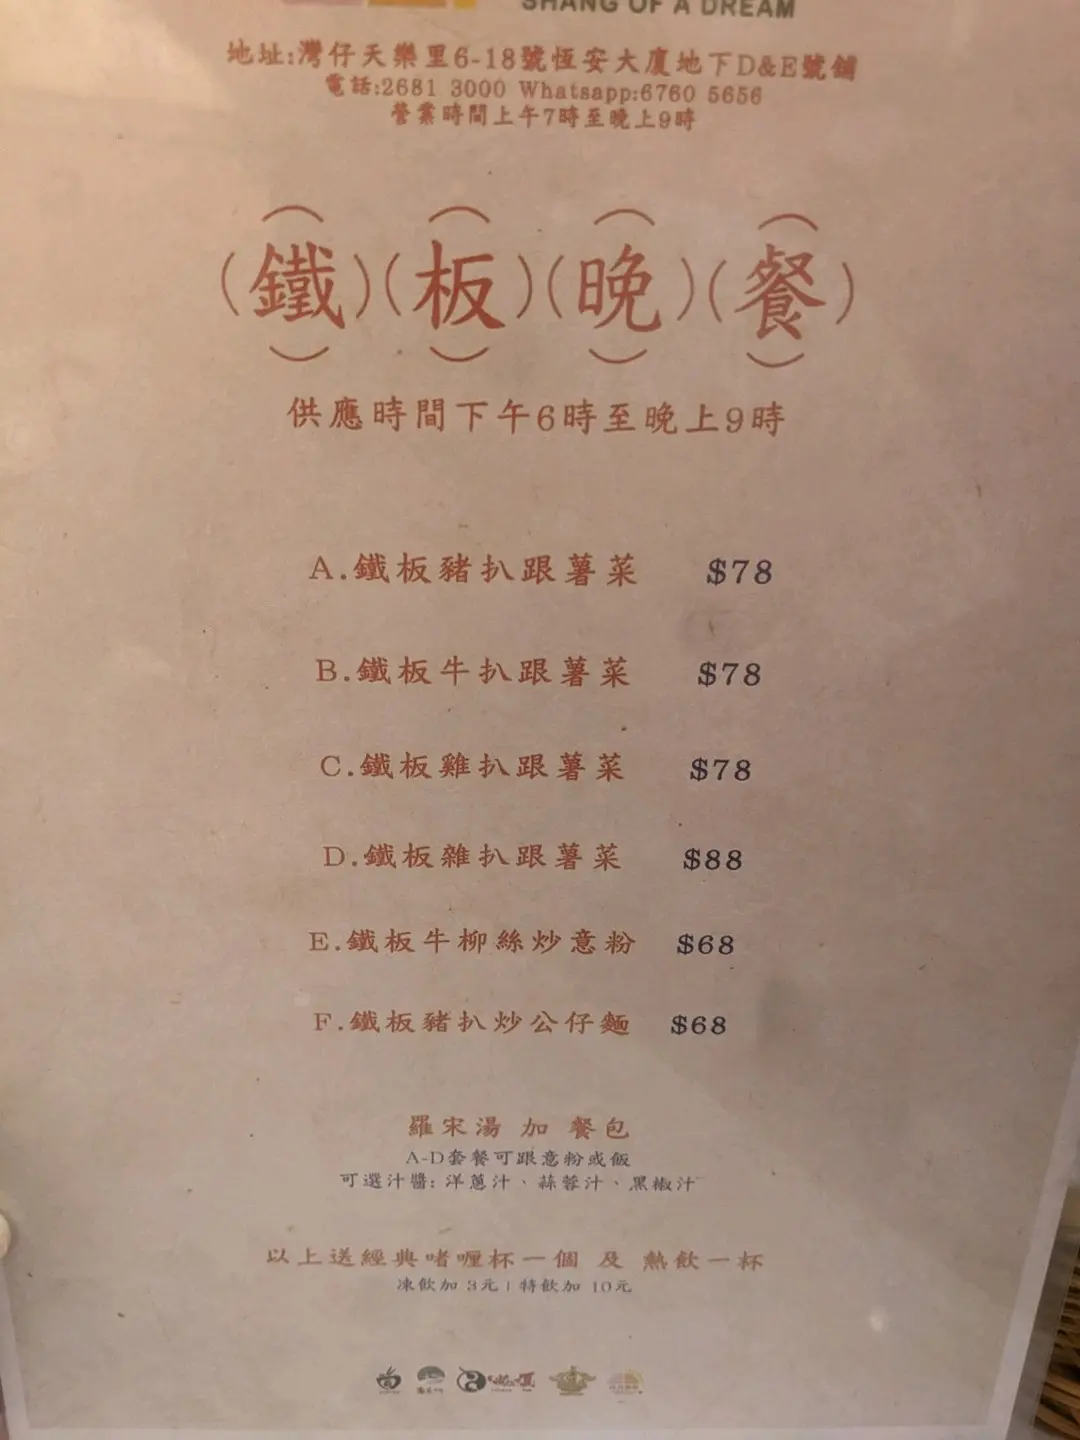 SHANG OF A DREAM
地址:灣仔天樂里6-18號恆安大廈地下D&E號舖
電話:2681 3000 Whatsapp:6760 5656
營業時間上午7時至晚上9時
(鐵)(板)(晚)(餐)
供應時間下午6時至晚上9時
A.鐵板豬扒跟薯菜 $78
B.鐵板牛扒跟薯菜 $78
C.鐵板雞扒跟薯菜 $78
D.鐵板雜扒跟薯菜 $88
E.鐵板牛柳絲炒意粉 $68
F.鐵板豬扒炒公仔麵 $68
羅宋湯 加 餐包
A-D套餐可跟意粉或飯
可選汁醬: 洋蔥汁、蒜蓉汁、黑椒汁
以上送經典啫喱杯一個 及 熱飲一杯
凍飲加 3元 | 特飲加 10元